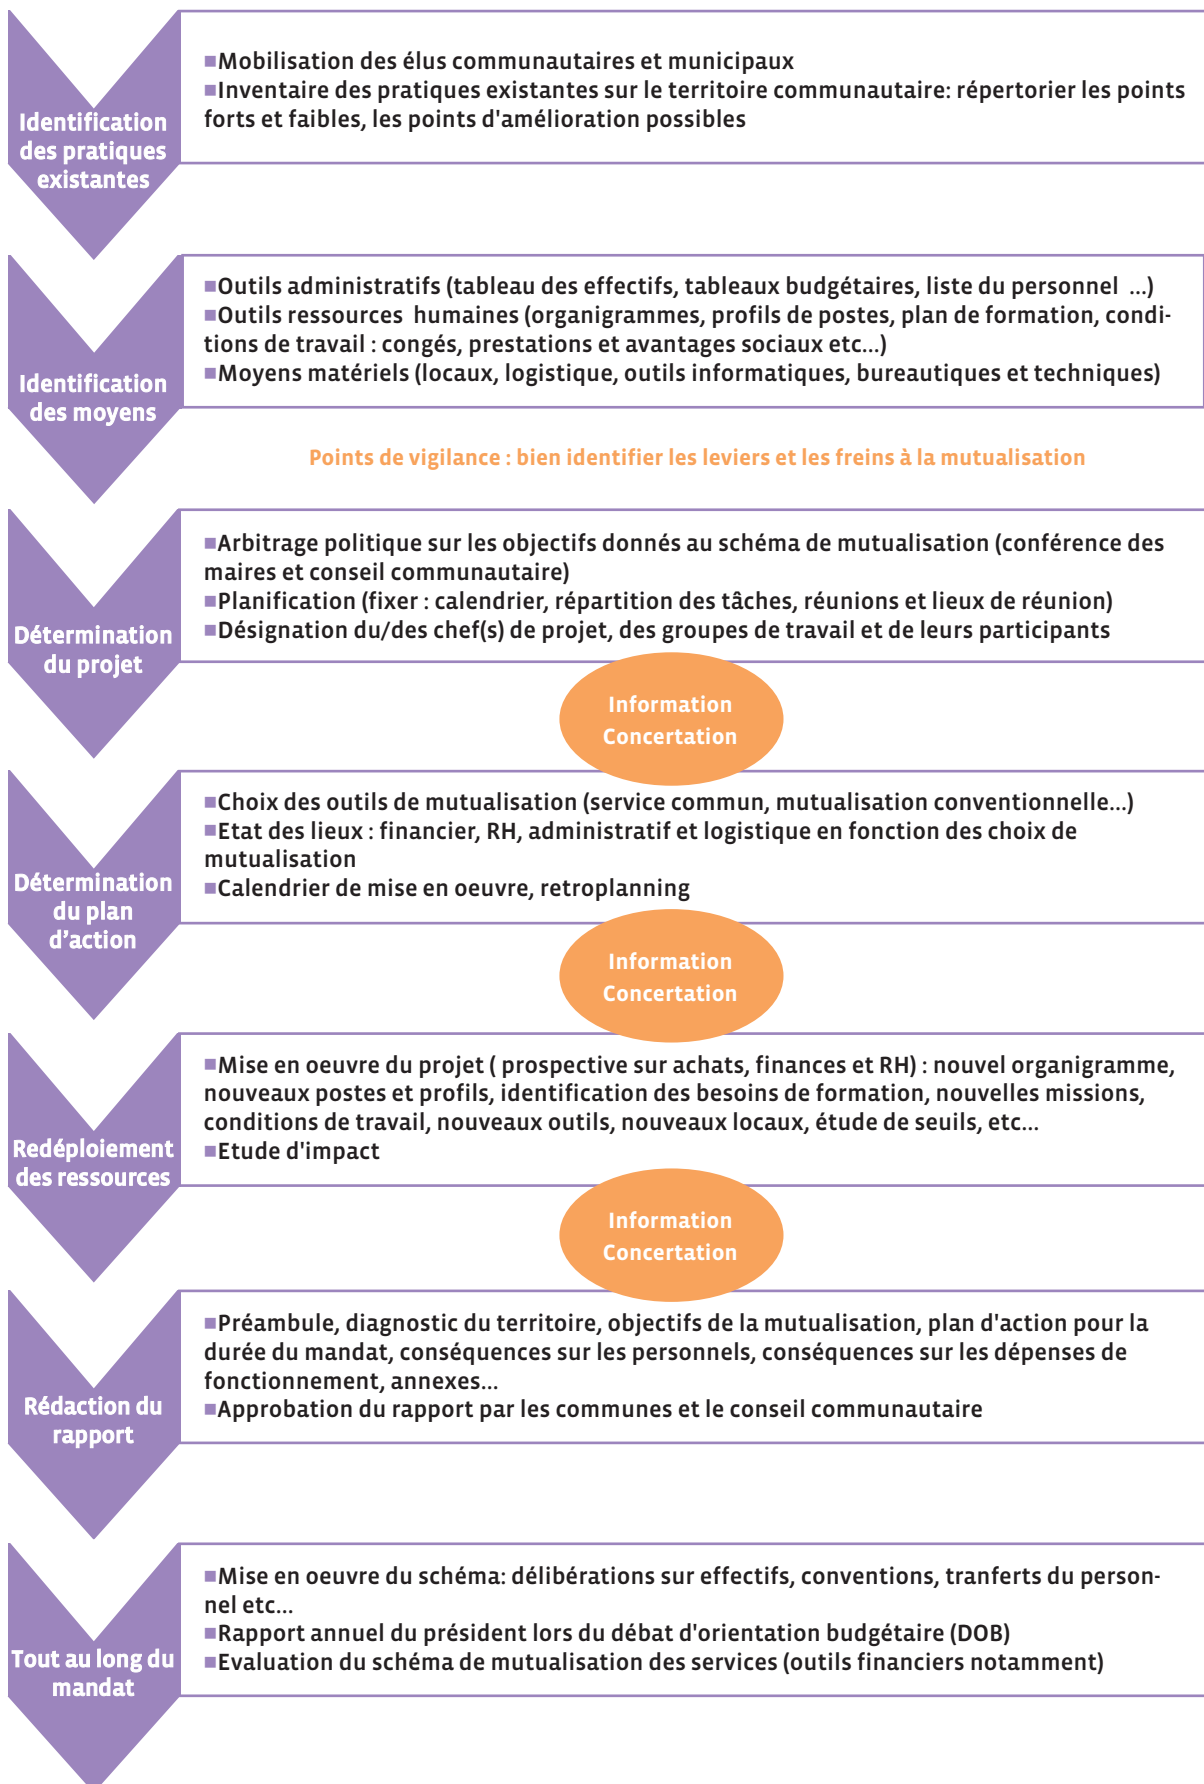 ■Mobilisation des élus communautaires et municipaux
■Inventaire des pratiques existantes sur le territoire communautaire: répertorier les points
forts et faibles, les points d'amélioration possibles
Identification
des pratiques
existantes
■Outils administratifs (tableau des effectifs, tableaux budgétaires, liste du personnel ...)
■Outils ressources humaines (organigrammes, profils de postes, plan de formation, condi-
tions de travail : congés, prestations et avantages sociaux etc...)
■Moyens matériels (locaux, logistique, outils informatiques, bureautiques et techniques)
Identification
des moyens
Points de vigilance : bien identifier les leviers et les freins à la mutualisation
■Arbitrage politique sur les objectifs donnés au schéma de mutualisation (conférence des
maires et conseil communautaire)
■Planification (fixer : calendrier, répartition des tâches, réunions et lieux de réunion)
■Désignation du/des chef(s) de projet, des groupes de travail et de leurs participants
Détermination
du projet
Information
Concertation
■Choix des outils de mutualisation (service commun, mutualisation conventionnelle...)
■Etat des lieux : financier, RH, administratif et logistique en fonction des choix de
mutualisation
■Calendrier de mise en oeuvre, retroplanning
Détermination
du plan
d’action
Information
Concertation
■Mise en oeuvre du projet ( prospective sur achats, finances et RH) : nouvel organigramme,
nouveaux postes et profils, identification des besoins de formation, nouvelles missions,
conditions de travail, nouveaux outils, nouveaux locaux, étude de seuils, etc...
■Etude d'impact
Redéploiement
des ressources
Information
Concertation
■Préambule, diagnostic du territoire, objectifs de la mutualisation, plan d'action pour la
durée du mandat, conséquences sur les personnels, conséquences sur les dépenses de
fonctionnement, annexes...
■Approbation du rapport par les communes et le conseil communautaire
Rédaction du
rapport
■Mise en oeuvre du schéma: délibérations sur effectifs, conventions, tranferts du person-
nel etc...
■Rapport annuel du président lors du débat d'orientation budgétaire (DOB)
■Evaluation du schéma de mutualisation des services (outils financiers notamment)
Tout au long du
mandat